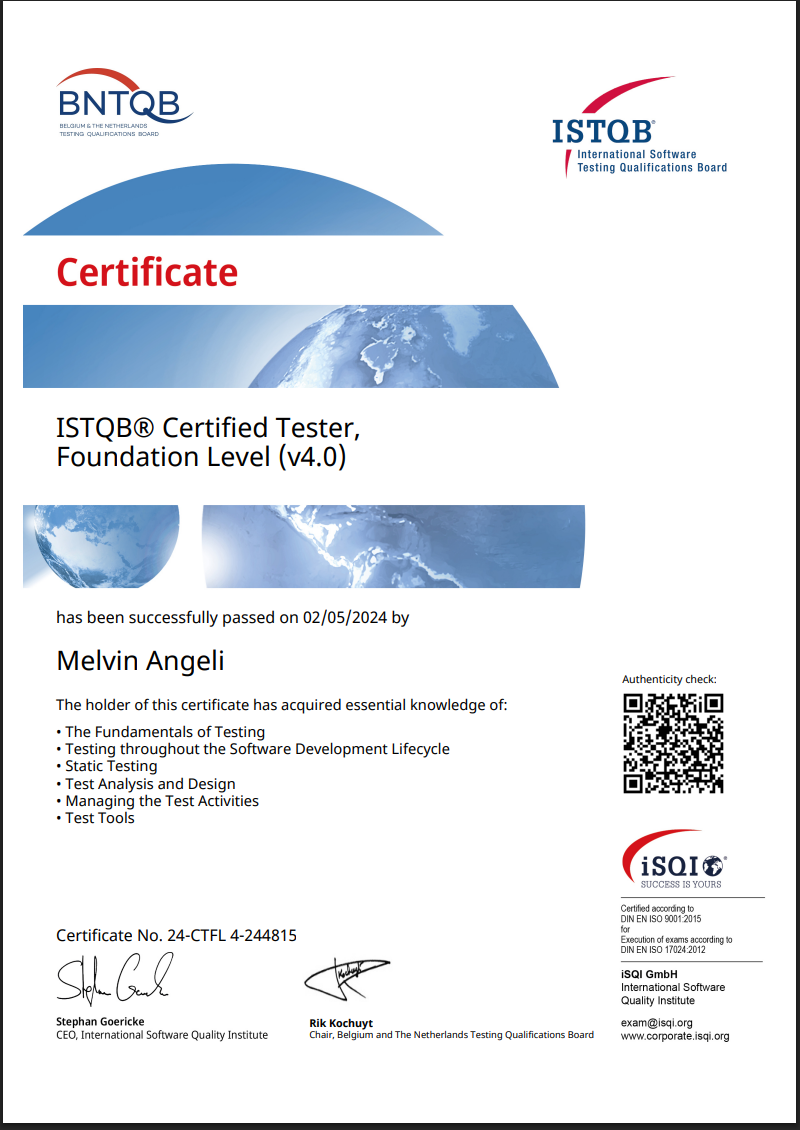 BNTQB
BELGIUM & THE NETHERLANDS
TESTING QUALIFICATIONS BOARD
ISTQB®
International Software
Testing Qualifications Board
Certificate
ISTQB® Certified Tester,
Foundation Level (v4.0)
has been successfully passed on 02/05/2024 by
Melvin Angeli
The holder of this certificate has acquired essential knowledge of:
• The Fundamentals of Testing
• Testing throughout the Software Development Lifecycle
• Static Testing
• Test Analysis and Design
• Managing the Test Activities
• Test Tools
Authenticity check:
iSQI®
SUCCESS IS YOURS
Certified according to
DIN EN ISO 9001:2015
for
Execution of exams according to
DIN EN ISO 17024:2012
iSQI GmbH
International Software
Quality Institute
exam@isqi.org
www.corporate.isqi.org
Certificate No. 24-CTFL 4-244815
Stephan Goericke
CEO, International Software Quality Institute
Kochuyt
Rik Kochuyt
Chair, Belgium and The Netherlands Testing Qualifications Board